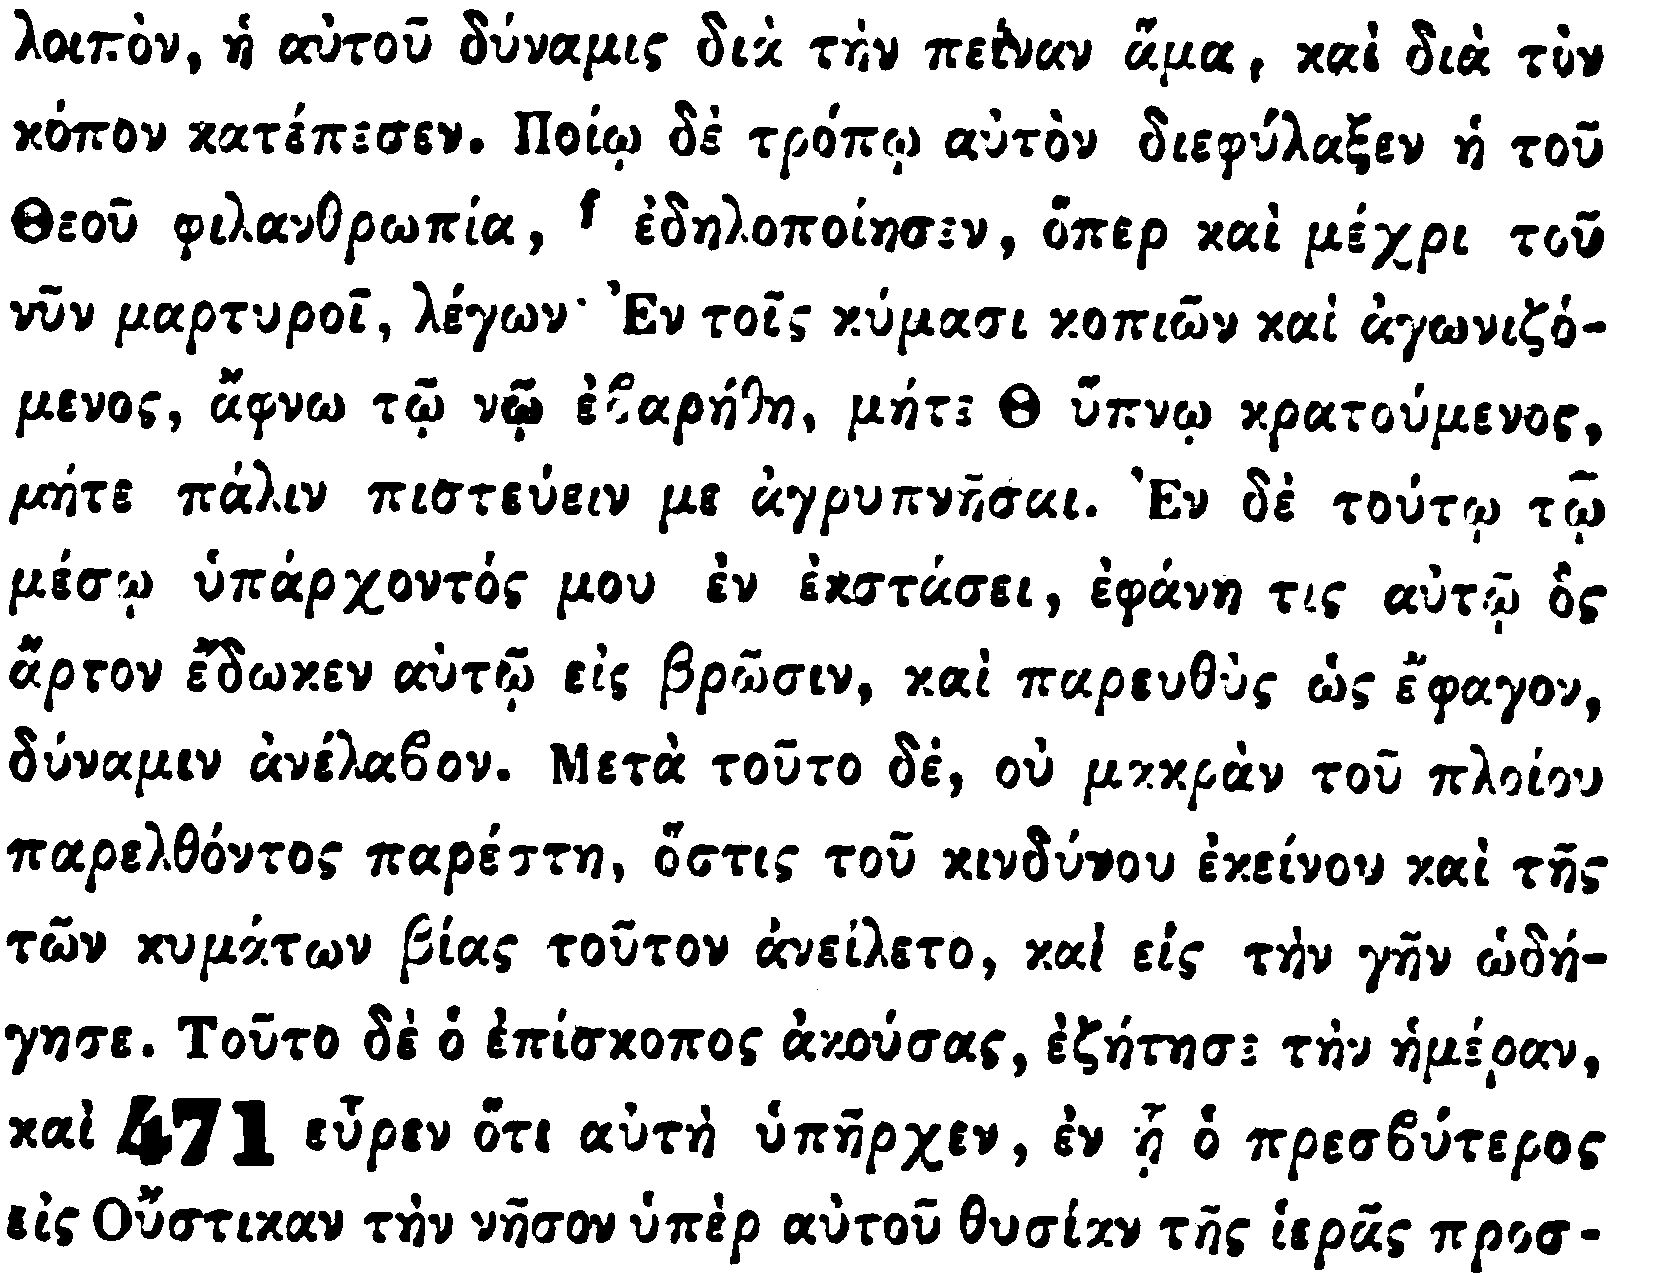 λοιπὸν, ἡ αὐτοῦ δύναμις διὰ τὴν πεῖναν ἅμα, καὶ διὰ τὸν
κόπον κατέπεσεν. Ποίῳ δὲ τρόπῳ αὐτὸν διεφύλαξεν ἡ τοῦ
Θεοῦ φιλανθρωπία, f ἐδηλοποίησεν, ὅπερ καὶ μέχρι τοῦ
νῦν μαρτυροῖ, λέγων· Ἐν τοῖς κύμασι κοπιῶν καὶ ἀγωνιζό-
μενος, ἄφνω τῷ νῷ ἐβαρήθη, μήτε Θ ὕπνῳ κρατούμενος,
μήτε πάλιν πιστεύειν με ἀγρυπνῆσαι. Ἐν δὲ τούτῳ τῷ
μέσῳ ὑπάρχοντός μου ἐν ἐκστάσει, ἐφάνη τις αὐτῷ ὃς
ἄρτον ἔδωκεν αὐτῷ εἰς βρῶσιν, καὶ παρευθὺς ὡς ἔφαγον,
δύναμιν ἀνέλαβον. Μετὰ τοῦτο δὲ, οὐ μακρὰν τοῦ πλοίου
παρελθόντος παρέστη, ὅστις τοῦ κινδύνου ἐκείνου καὶ τῆς
τῶν κυμάτων βίας τοῦτον ἀνείλετο, καὶ εἰς τὴν γῆν ὡδή-
γησε. Τοῦτο δὲ ὁ ἐπίσκοπος ἀκούσας, ἐζήτησε τὴν ἡμέραν,
καὶ 471 εὗρεν ὅτι αὐτὴ ὑπῆρχεν, ἐν ᾗ ὁ πρεσβύτερος
εἰς Οὔστικαν τὴν νῆσον ὑπὲρ αὐτοῦ θυσίαν τῆς ἱερᾶς προσ-